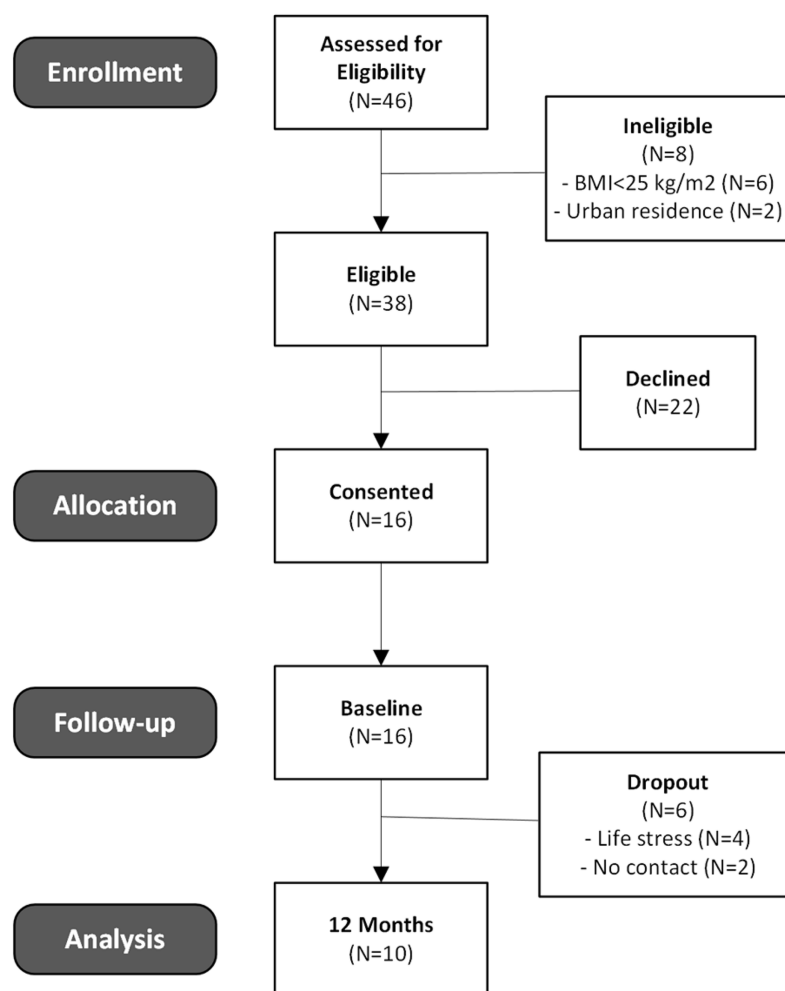 Enrollment
Assessed for
Eligibility
(N=46)
Ineligible
(N=8)
- BMI<25 kg/m2 (N=6)
- Urban residence (N=2)
Eligible
(N=38)
Declined
(N=22)
Allocation
Consented
(N=16)
Follow-up
Baseline
(N=16)
Dropout
(N=6)
- Life stress (N=4)
- No contact (N=2)
Analysis
12 Months
(N=10)